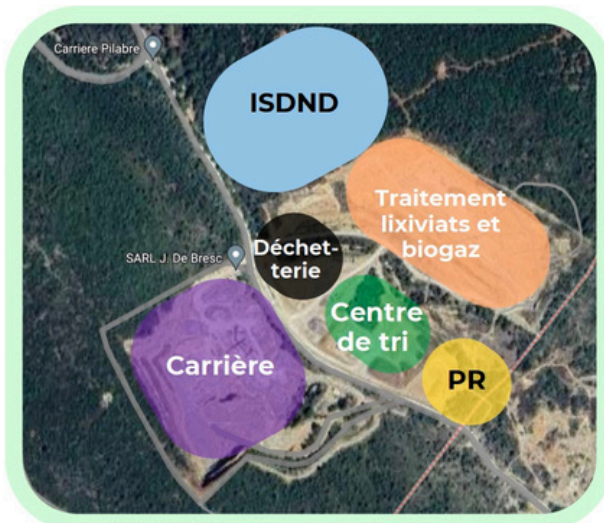 Carriere Pilabre
ISDND
Traitement
lixiviats et
biogaz
Déchet-
terie
SARL J. De Bresc
Centre
de tri
Carrière
PR